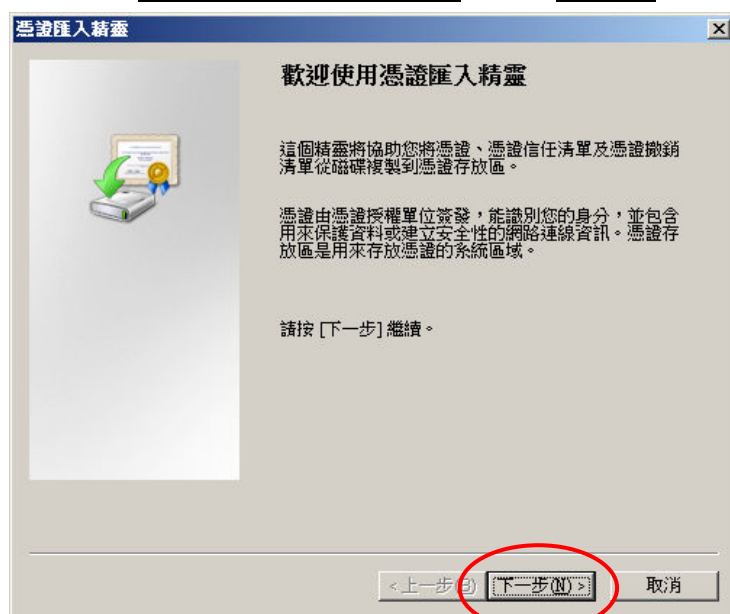 憑證匯入精靈
歡迎使用憑證匯入精靈
這個精靈將協助您將憑證、憑證信任清單及憑證撤銷
清單從磁碟複製到憑證存放區。
憑證由憑證授權單位簽發，能識別您的身分，並包含
用來保護資料或建立安全性的網路連線資訊。憑證存
放區是用來存放憑證的系統區域。
請按 [下一步] 繼續。
<上一步(B) 下一步(N) > 取消